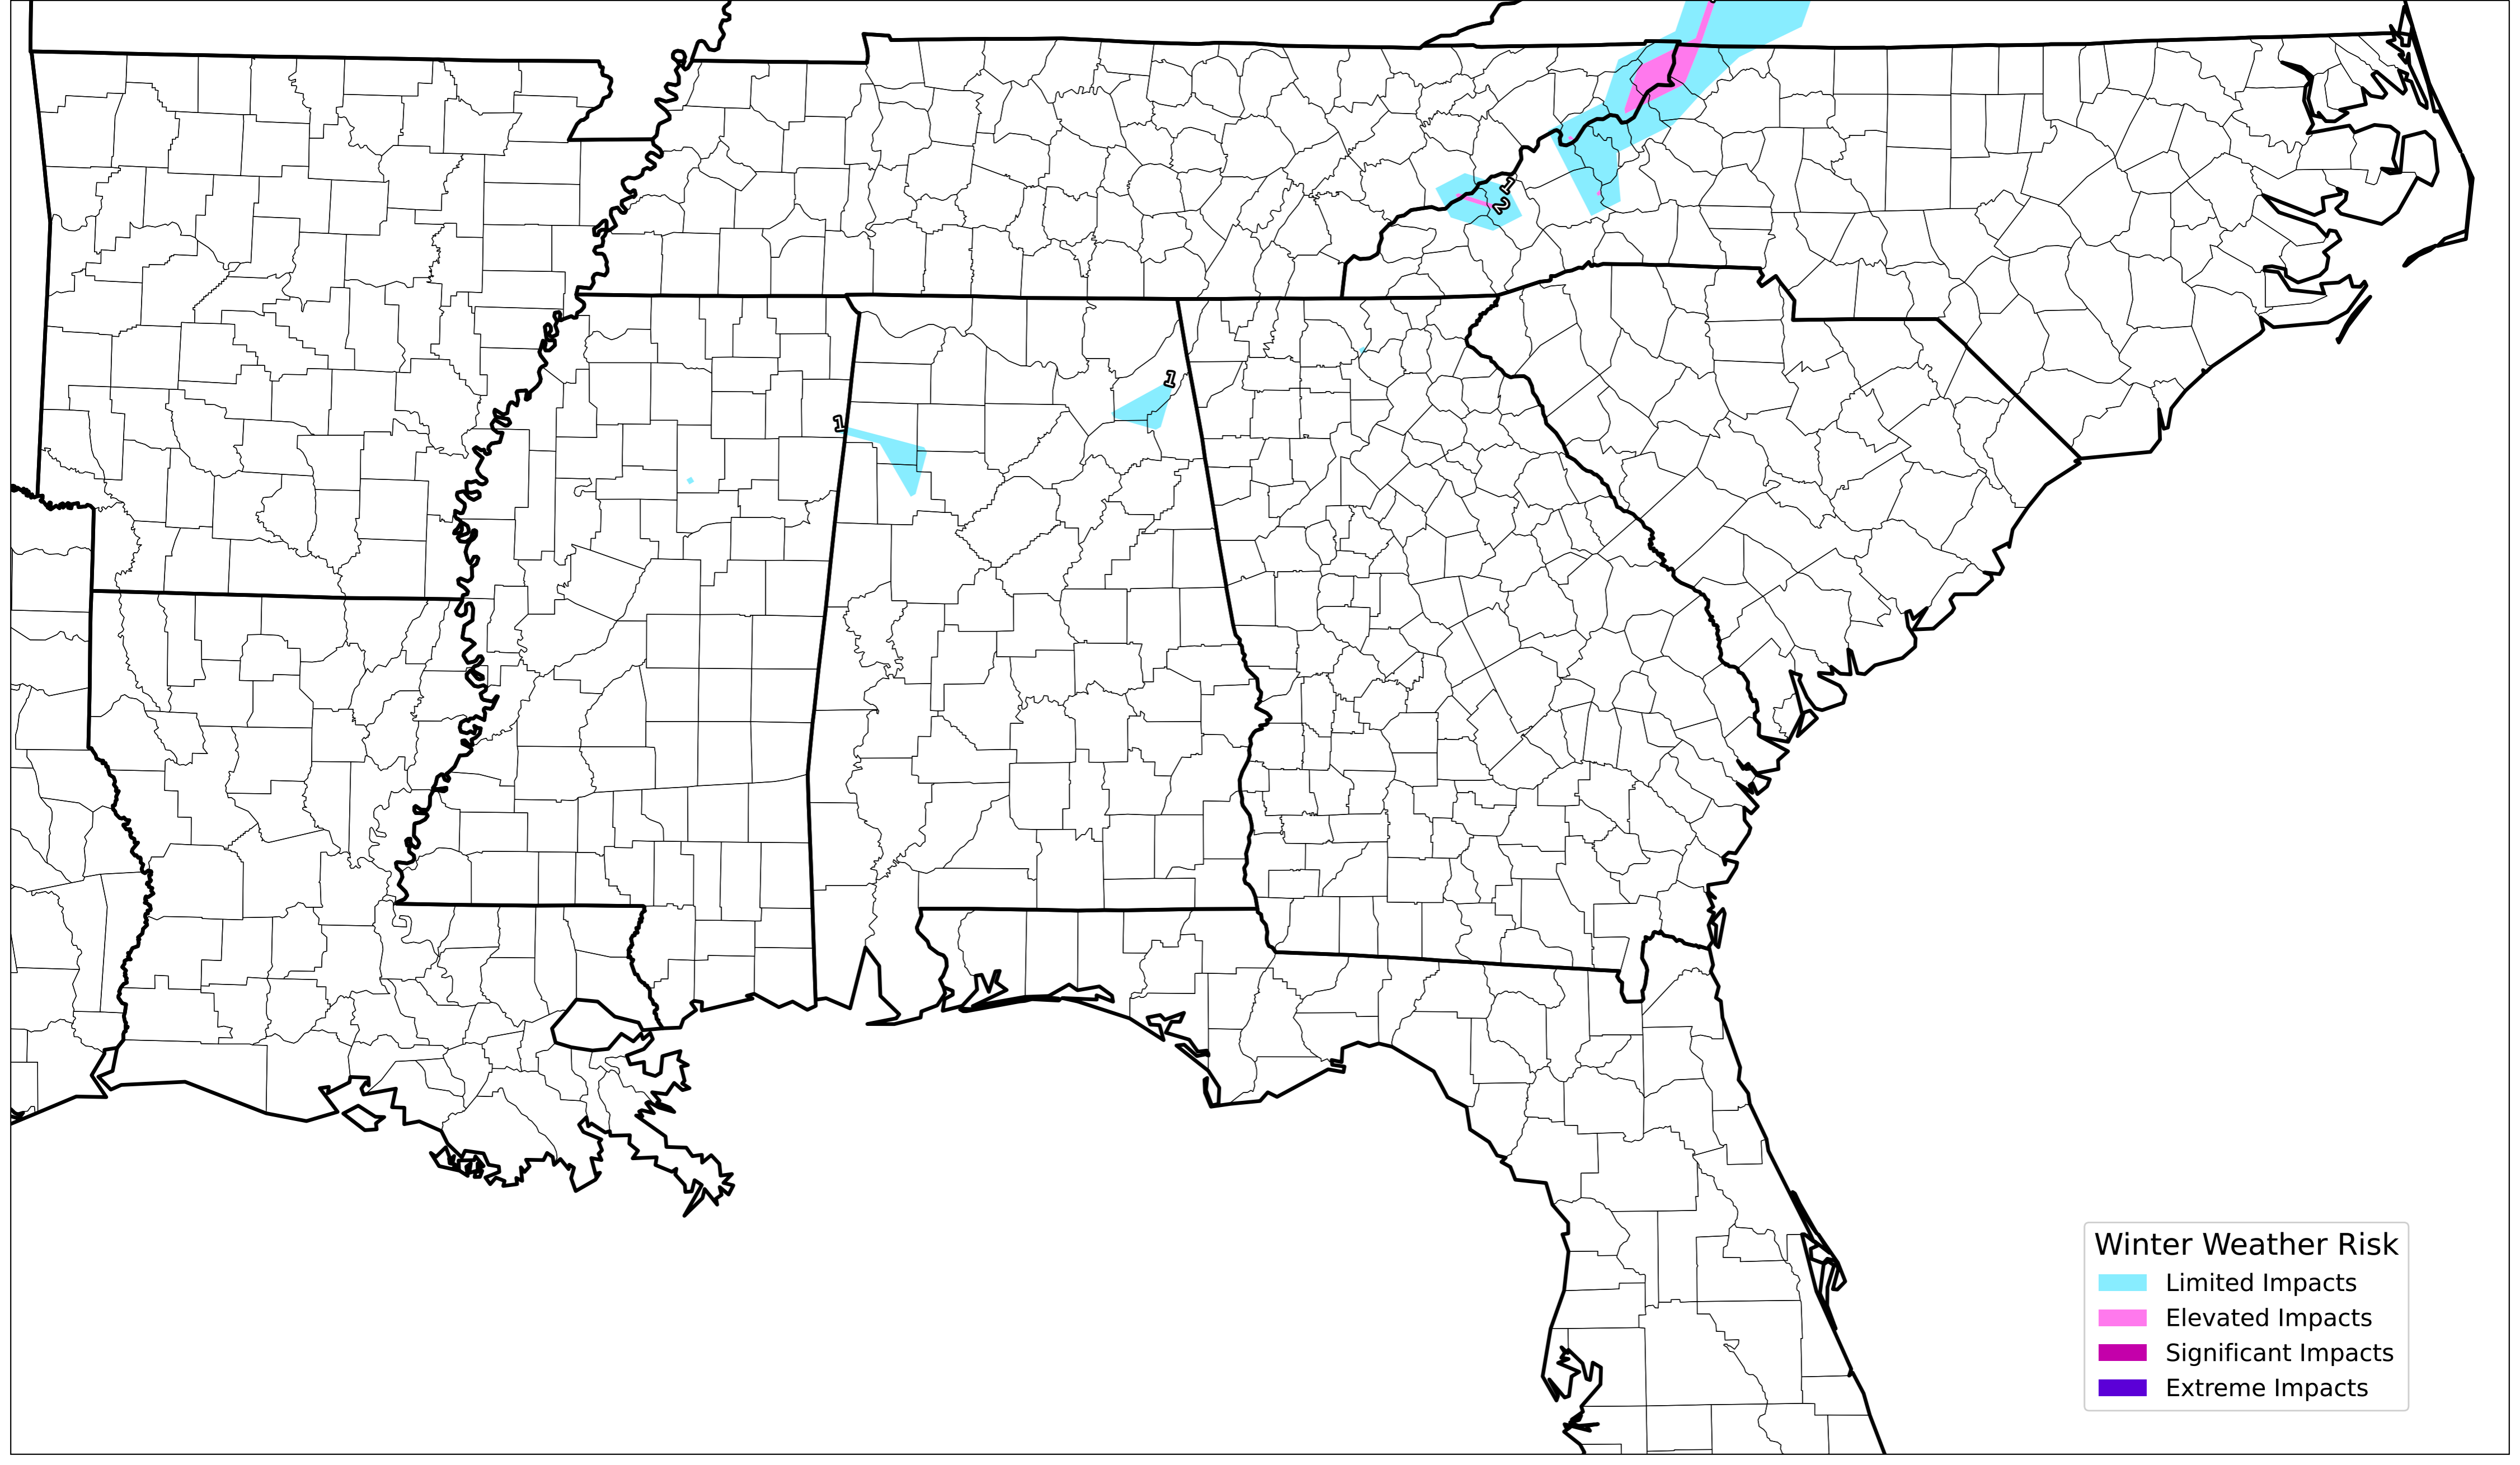 1
2
1
1
Winter Weather Risk
Limited Impacts
Elevated Impacts
Significant Impacts
Extreme Impacts